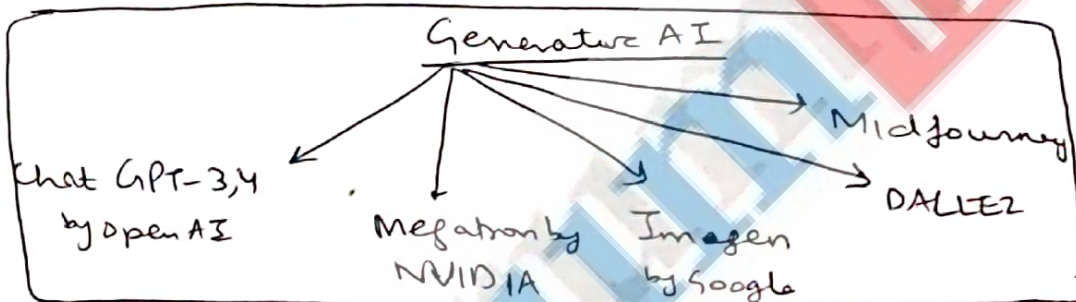 Generative AI
Midjourney
Chat GPT-3,4
by Open AI
DALLE2
Megatron by
NVIDIA
Imagen
by Google